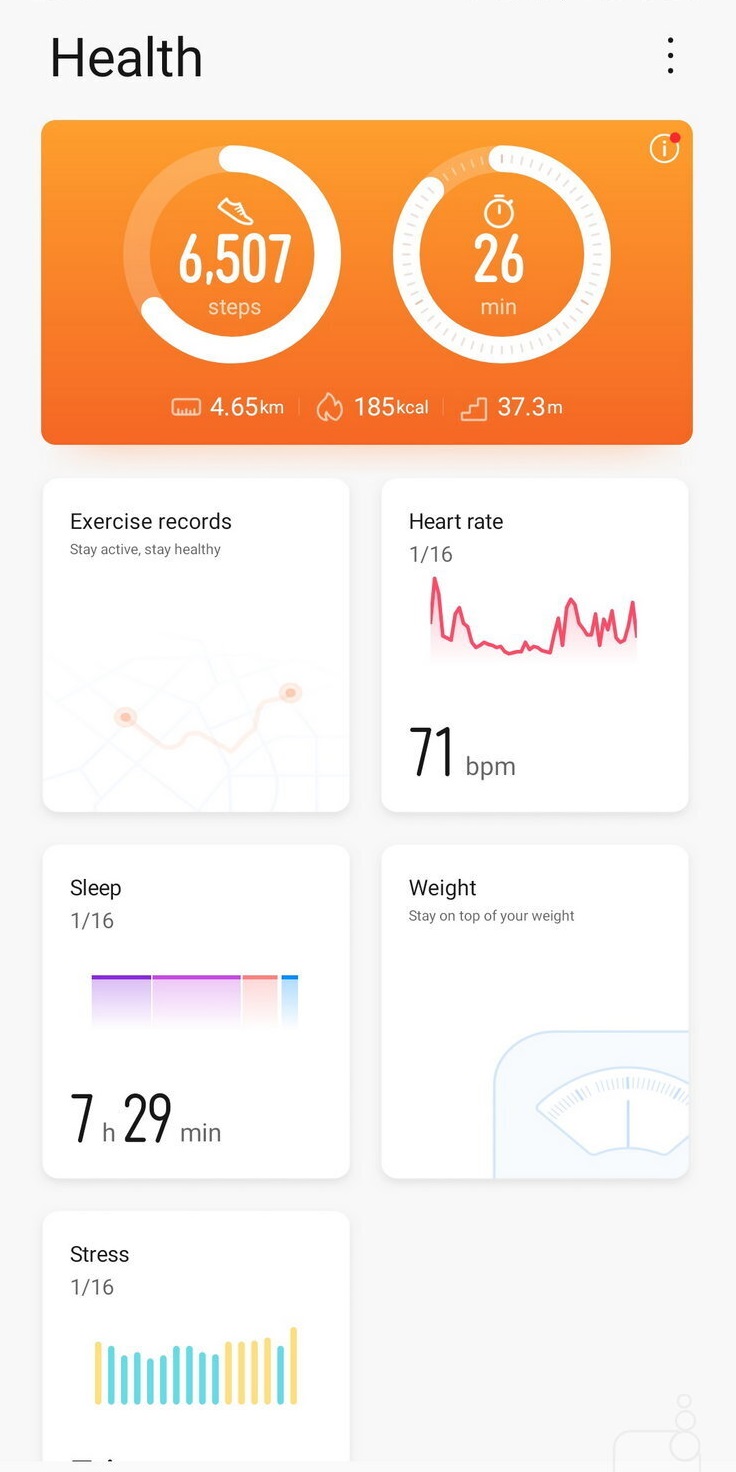 Health
6,507
steps
26
min
4.65km
185kcal
37.3m
Exercise records
Stay active, stay healthy
Heart rate
1/16
71 bpm
Sleep
1/16
7 h 29 min
Weight
Stay on top of your weight
Stress
1/16